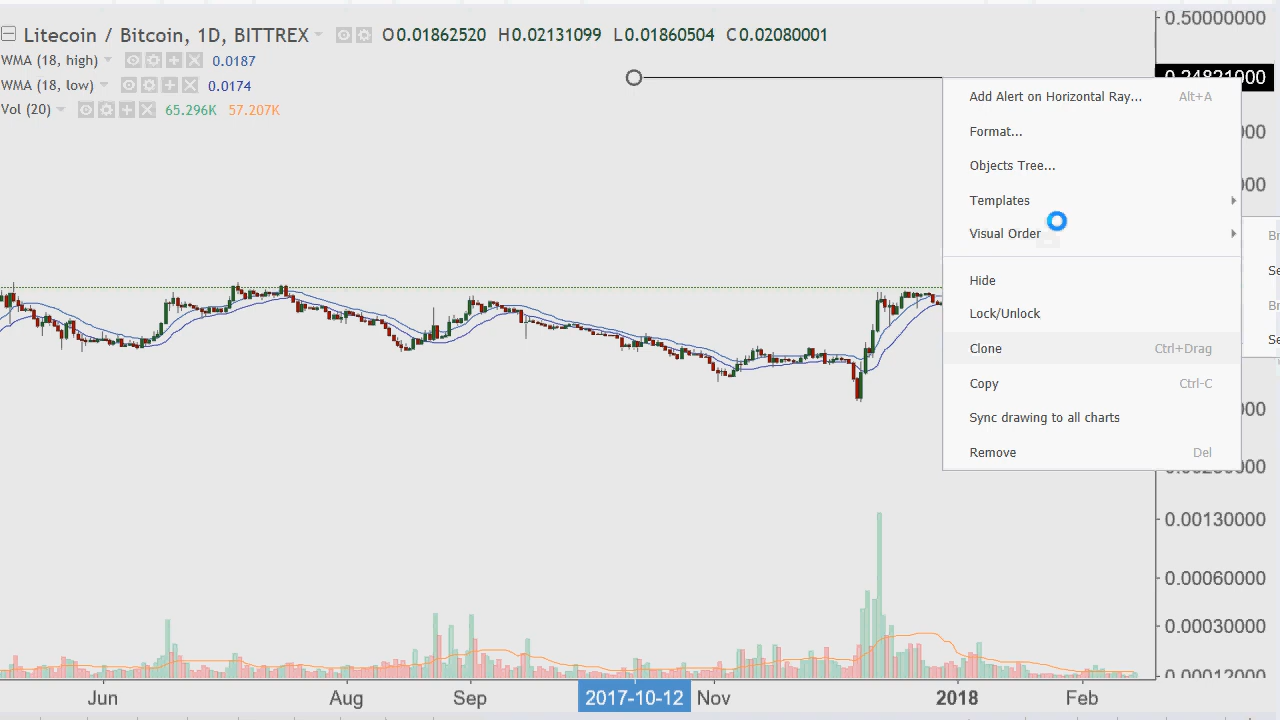 Litecoin / Bitcoin, 1D, BITTREX O0.01862520 H0.02131099 L0.01860504 C0.02080001
WMA (18, high) 0.0187
WMA (18, low) 0.0174
Vol (20) 65.296K 57.207K
0.50000000
0.24821000
Add Alert on Horizontal Ray... Alt+A
Format...
Objects Tree...
Templates
Visual Order
Hide
Lock/Unlock
Clone Ctrl+Drag
Copy Ctrl-C
Sync drawing to all charts
Remove Del
0.00130000
0.00060000
0.00030000
0.00012000
Jun Aug Sep 2017-10-12 Nov 2018 Feb